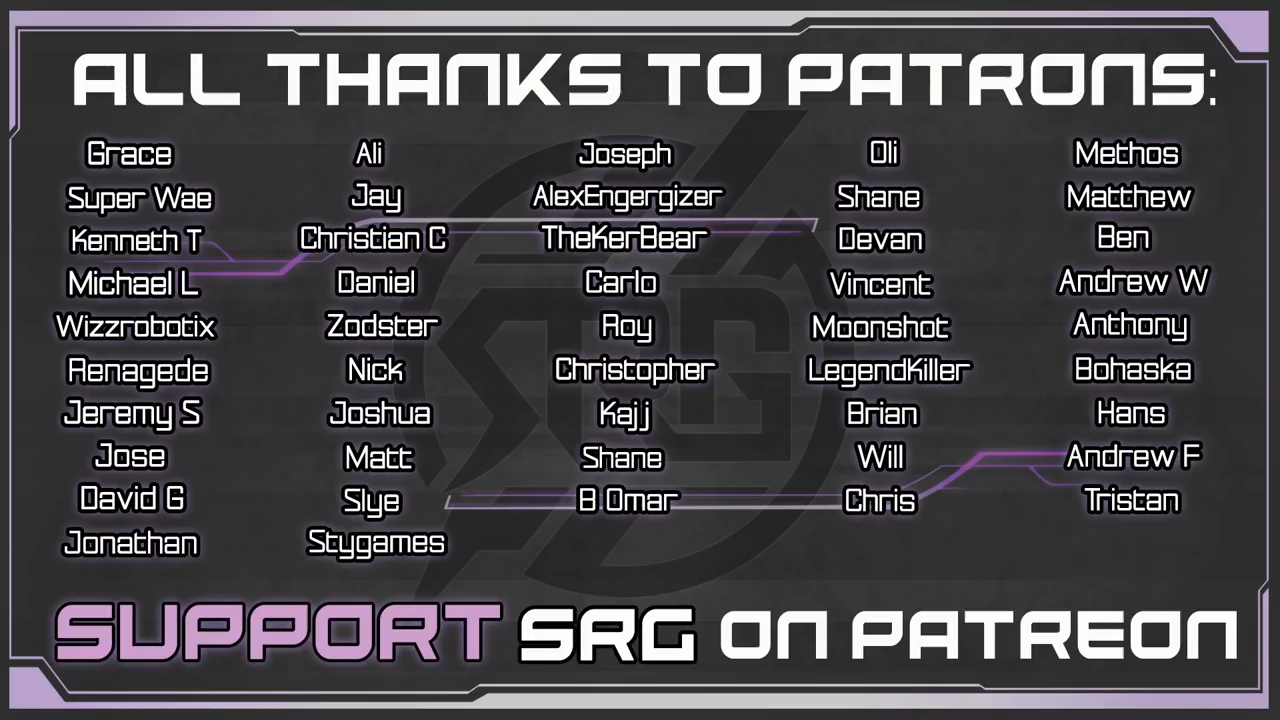 ALL THANKS TO PATRONS:
Grace
Super Wae
Kenneth T
Michael L
Wizzrobotix
Renagede
Jeremy S
Jose
David G
Jonathan
Ali
Jay
Christian C
Daniel
Zodster
Nick
Joshua
Matt
Slye
Stygames
Joseph
AlexEngergizer
TheKerBear
Carlo
Roy
Christopher
Kajj
Shane
B Omar
Oli
Shane
Devan
Vincent
Moonshot
LegendKiller
Brian
Will
Chris
Methos
Matthew
Ben
Andrew W
Anthony
Bohaska
Hans
Andrew F
Tristan
SUPPORT SRG ON PATREON
SRG